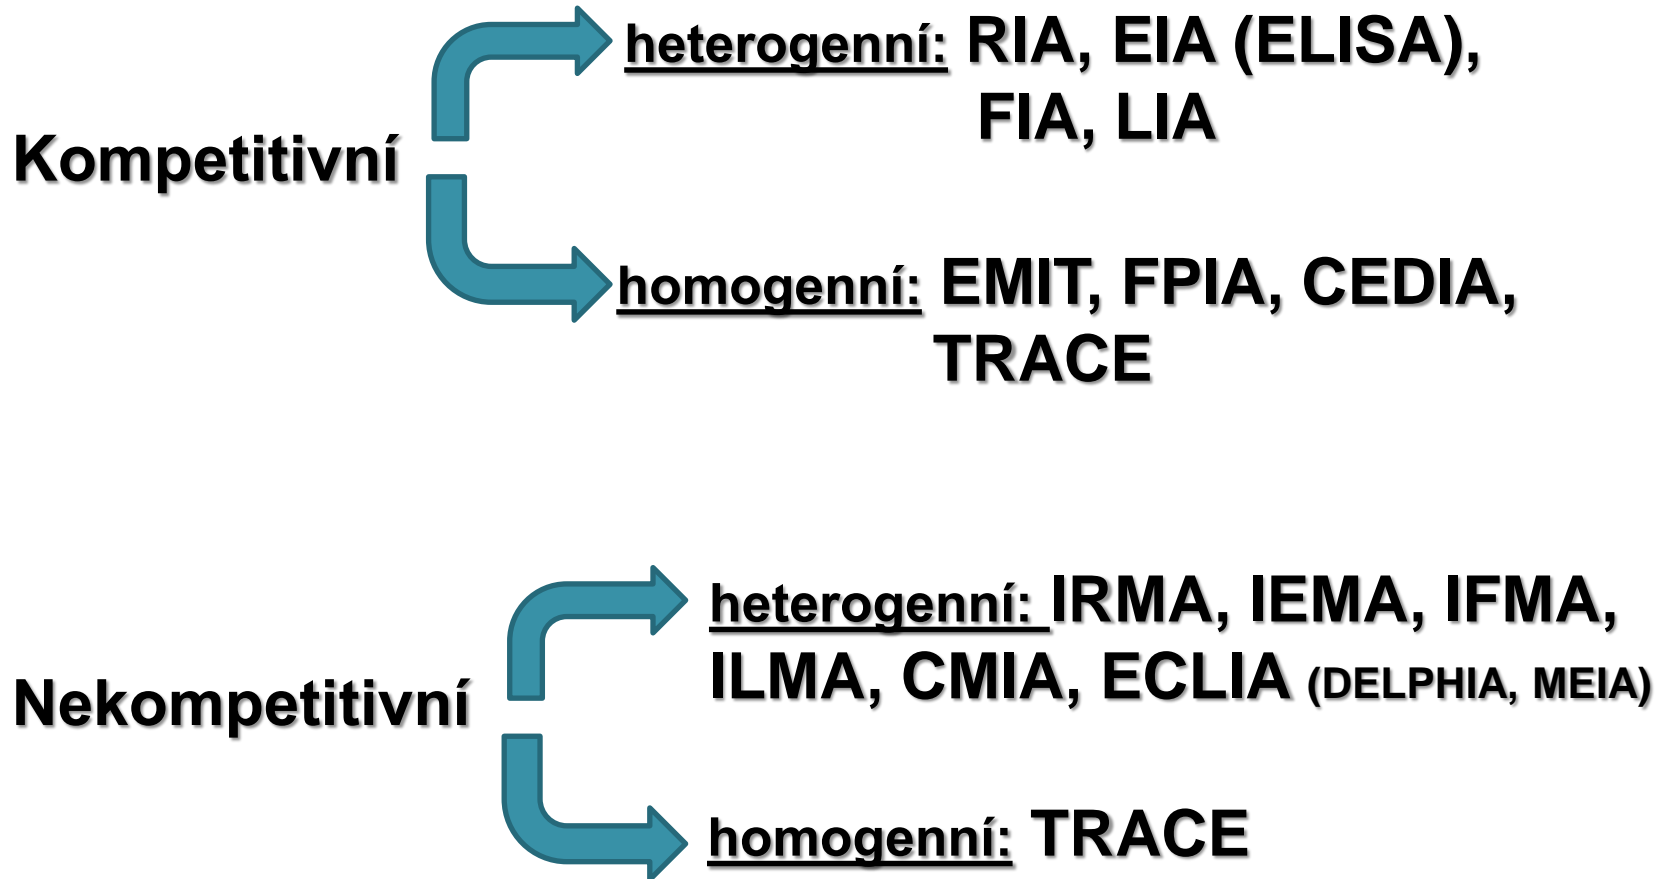 heterogenní: RIA, EIA (ELISA),
FIA, LIA
Kompetitivní
homogenní: EMIT, FPIA, CEDIA,
TRACE
heterogenní: IRMA, IEMA, IFMA,
ILMA, CMIA, ECLIA (DELPHIA, MEIA)
Nekompetitivní
homogenní: TRACE